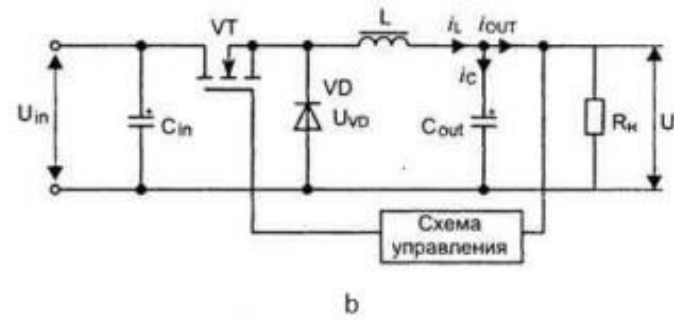 VT
L
iL
iOUT
iC
VD
UVD
Uin
Cin
Cout
Rн
U
+
+
Схема
управления
b